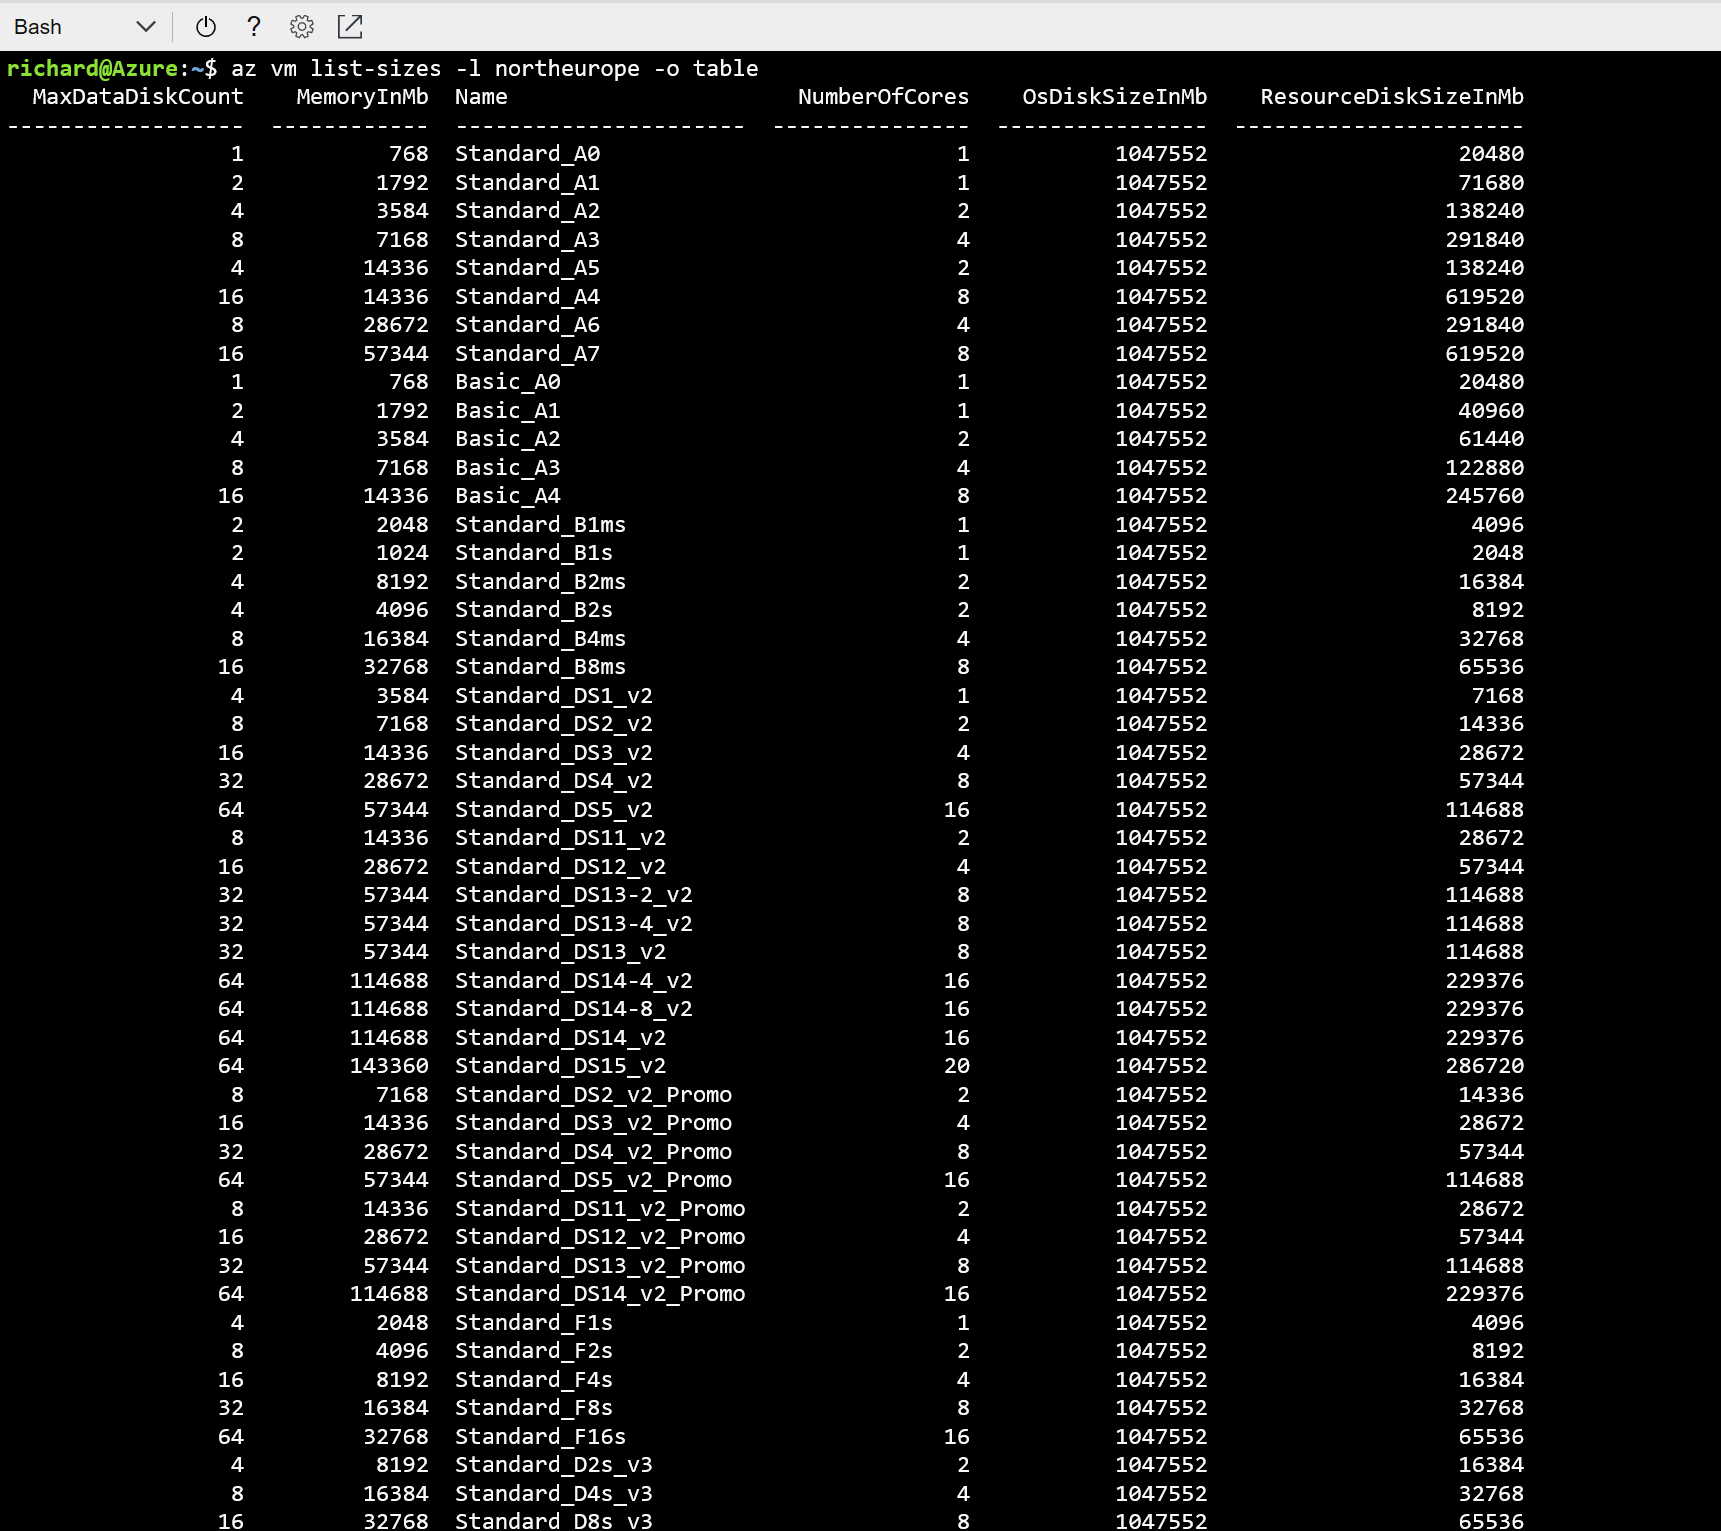 Bash
richard@Azure:~$ az vm list-sizes -l northeurope -o table
MaxDataDiskCount MemoryInMb Name NumberOfCores OsDiskSizeInMb ResourceDiskSizeInMb
------------------ ------------ ---------------------- --------------- ---------------- ----------------------
1 768 Standard_A0 1 1047552 20480
2 1792 Standard_A1 1 1047552 71680
4 3584 Standard_A2 2 1047552 138240
8 7168 Standard_A3 4 1047552 291840
4 14336 Standard_A5 2 1047552 138240
16 14336 Standard_A4 8 1047552 619520
8 28672 Standard_A6 4 1047552 291840
16 57344 Standard_A7 8 1047552 619520
1 768 Basic_A0 1 1047552 20480
2 1792 Basic_A1 1 1047552 40960
4 3584 Basic_A2 2 1047552 61440
8 7168 Basic_A3 4 1047552 122880
16 14336 Basic_A4 8 1047552 245760
2 2048 Standard_B1ms 1 1047552 4096
2 1024 Standard_B1s 1 1047552 2048
4 8192 Standard_B2ms 2 1047552 16384
4 4096 Standard_B2s 2 1047552 8192
8 16384 Standard_B4ms 4 1047552 32768
16 32768 Standard_B8ms 8 1047552 65536
4 3584 Standard_DS1_v2 1 1047552 7168
8 7168 Standard_DS2_v2 2 1047552 14336
16 14336 Standard_DS3_v2 4 1047552 28672
32 28672 Standard_DS4_v2 8 1047552 57344
64 57344 Standard_DS5_v2 16 1047552 114688
8 14336 Standard_DS11_v2 2 1047552 28672
16 28672 Standard_DS12_v2 4 1047552 57344
32 57344 Standard_DS13-2_v2 8 1047552 114688
32 57344 Standard_DS13-4_v2 8 1047552 114688
32 57344 Standard_DS13_v2 8 1047552 114688
64 114688 Standard_DS14-4_v2 16 1047552 229376
64 114688 Standard_DS14-8_v2 16 1047552 229376
64 114688 Standard_DS14_v2 16 1047552 229376
64 143360 Standard_DS15_v2 20 1047552 286720
8 7168 Standard_DS2_v2_Promo 2 1047552 14336
16 14336 Standard_DS3_v2_Promo 4 1047552 28672
32 28672 Standard_DS4_v2_Promo 8 1047552 57344
64 57344 Standard_DS5_v2_Promo 16 1047552 114688
8 14336 Standard_DS11_v2_Promo 2 1047552 28672
16 28672 Standard_DS12_v2_Promo 4 1047552 57344
32 57344 Standard_DS13_v2_Promo 8 1047552 114688
64 114688 Standard_DS14_v2_Promo 16 1047552 229376
4 2048 Standard_F1s 1 1047552 4096
8 4096 Standard_F2s 2 1047552 8192
16 8192 Standard_F4s 4 1047552 16384
32 16384 Standard_F8s 8 1047552 32768
64 32768 Standard_F16s 16 1047552 65536
4 8192 Standard_D2s_v3 2 1047552 16384
8 16384 Standard_D4s_v3 4 1047552 32768
16 32768 Standard_D8s_v3 8 1047552 65536